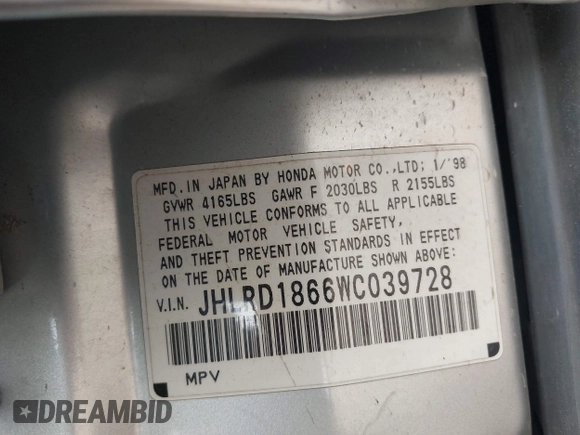 MFD.IN JAPAN BY HONDA MOTOR CO.,LTD; 1/'98
GVWR 4165LBS GAWR F 2030LBS R 2155LBS
THIS VEHICLE CONFORMS TO ALL APPLICABLE
FEDERAL MOTOR VEHICLE SAFETY,
AND THEFT PREVENTION STANDARDS IN EFFECT
ON THE DATE OF MANUFACTURE SHOWN ABOVE:
V.I.N. JHLRD1866WC039728
MPV
DREAMBID